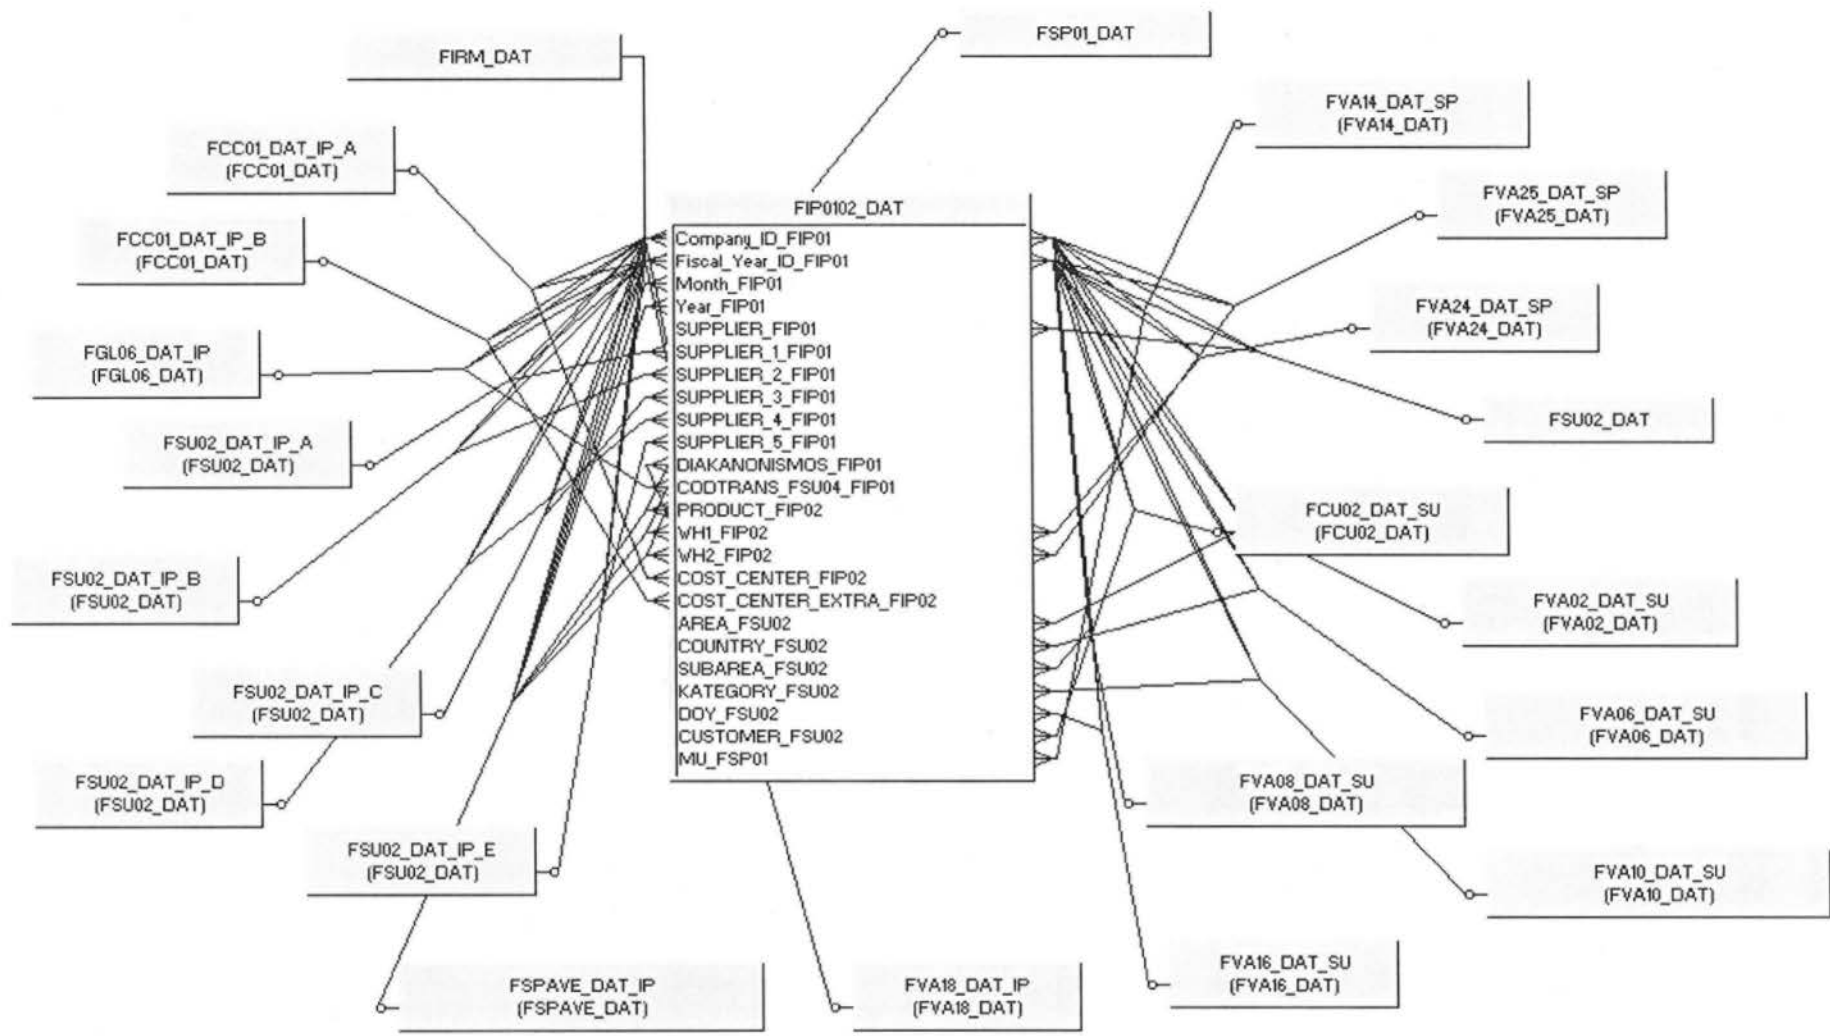 FSP01_DAT
FIRM_DAT
FVA14_DAT_SP
(FVA14_DAT)
FCC01_DAT_IP_A
(FCC01_DAT)
FVA25_DAT_SP
(FVA25_DAT)
FCC01_DAT_IP_B
(FCC01_DAT)
FVA24_DAT_SP
(FVA24_DAT)
FGL06_DAT_IP
(FGL06_DAT)
FSU02_DAT
FSU02_DAT_IP_A
(FSU02_DAT)
FIP0102_DAT
Company_ID_FIP01
Fiscal_Year_ID_FIP01
Month_FIP01
Year_FIP01
SUPPLIER_FIP01
SUPPLIER_1_FIP01
SUPPLIER_2_FIP01
SUPPLIER_3_FIP01
SUPPLIER_4_FIP01
SUPPLIER_5_FIP01
DIAKANONISMOS_FIP01
CODTRANS_FSU04_FIP01
PRODUCT_FIP02
WH1_FIP02
WH2_FIP02
COST_CENTER_FIP02
COST_CENTER_EXTRA_FIP02
AREA_FSU02
COUNTRY_FSU02
SUBAREA_FSU02
KATEGORY_FSU02
DOY_FSU02
CUSTOMER_FSU02
MU_FSP01
FCU02_DAT_SU
(FCU02_DAT)
FSU02_DAT_IP_B
(FSU02_DAT)
FVA02_DAT_SU
(FVA02_DAT)
FSU02_DAT_IP_C
(FSU02_DAT)
FVA06_DAT_SU
(FVA06_DAT)
FSU02_DAT_IP_D
(FSU02_DAT)
FVA08_DAT_SU
(FVA08_DAT)
FSU02_DAT_IP_E
(FSU02_DAT)
FVA10_DAT_SU
(FVA10_DAT)
FSPAVE_DAT_IP
(FSPAVE_DAT)
FVA18_DAT_IP
(FVA18_DAT)
FVA16_DAT_SU
(FVA16_DAT)